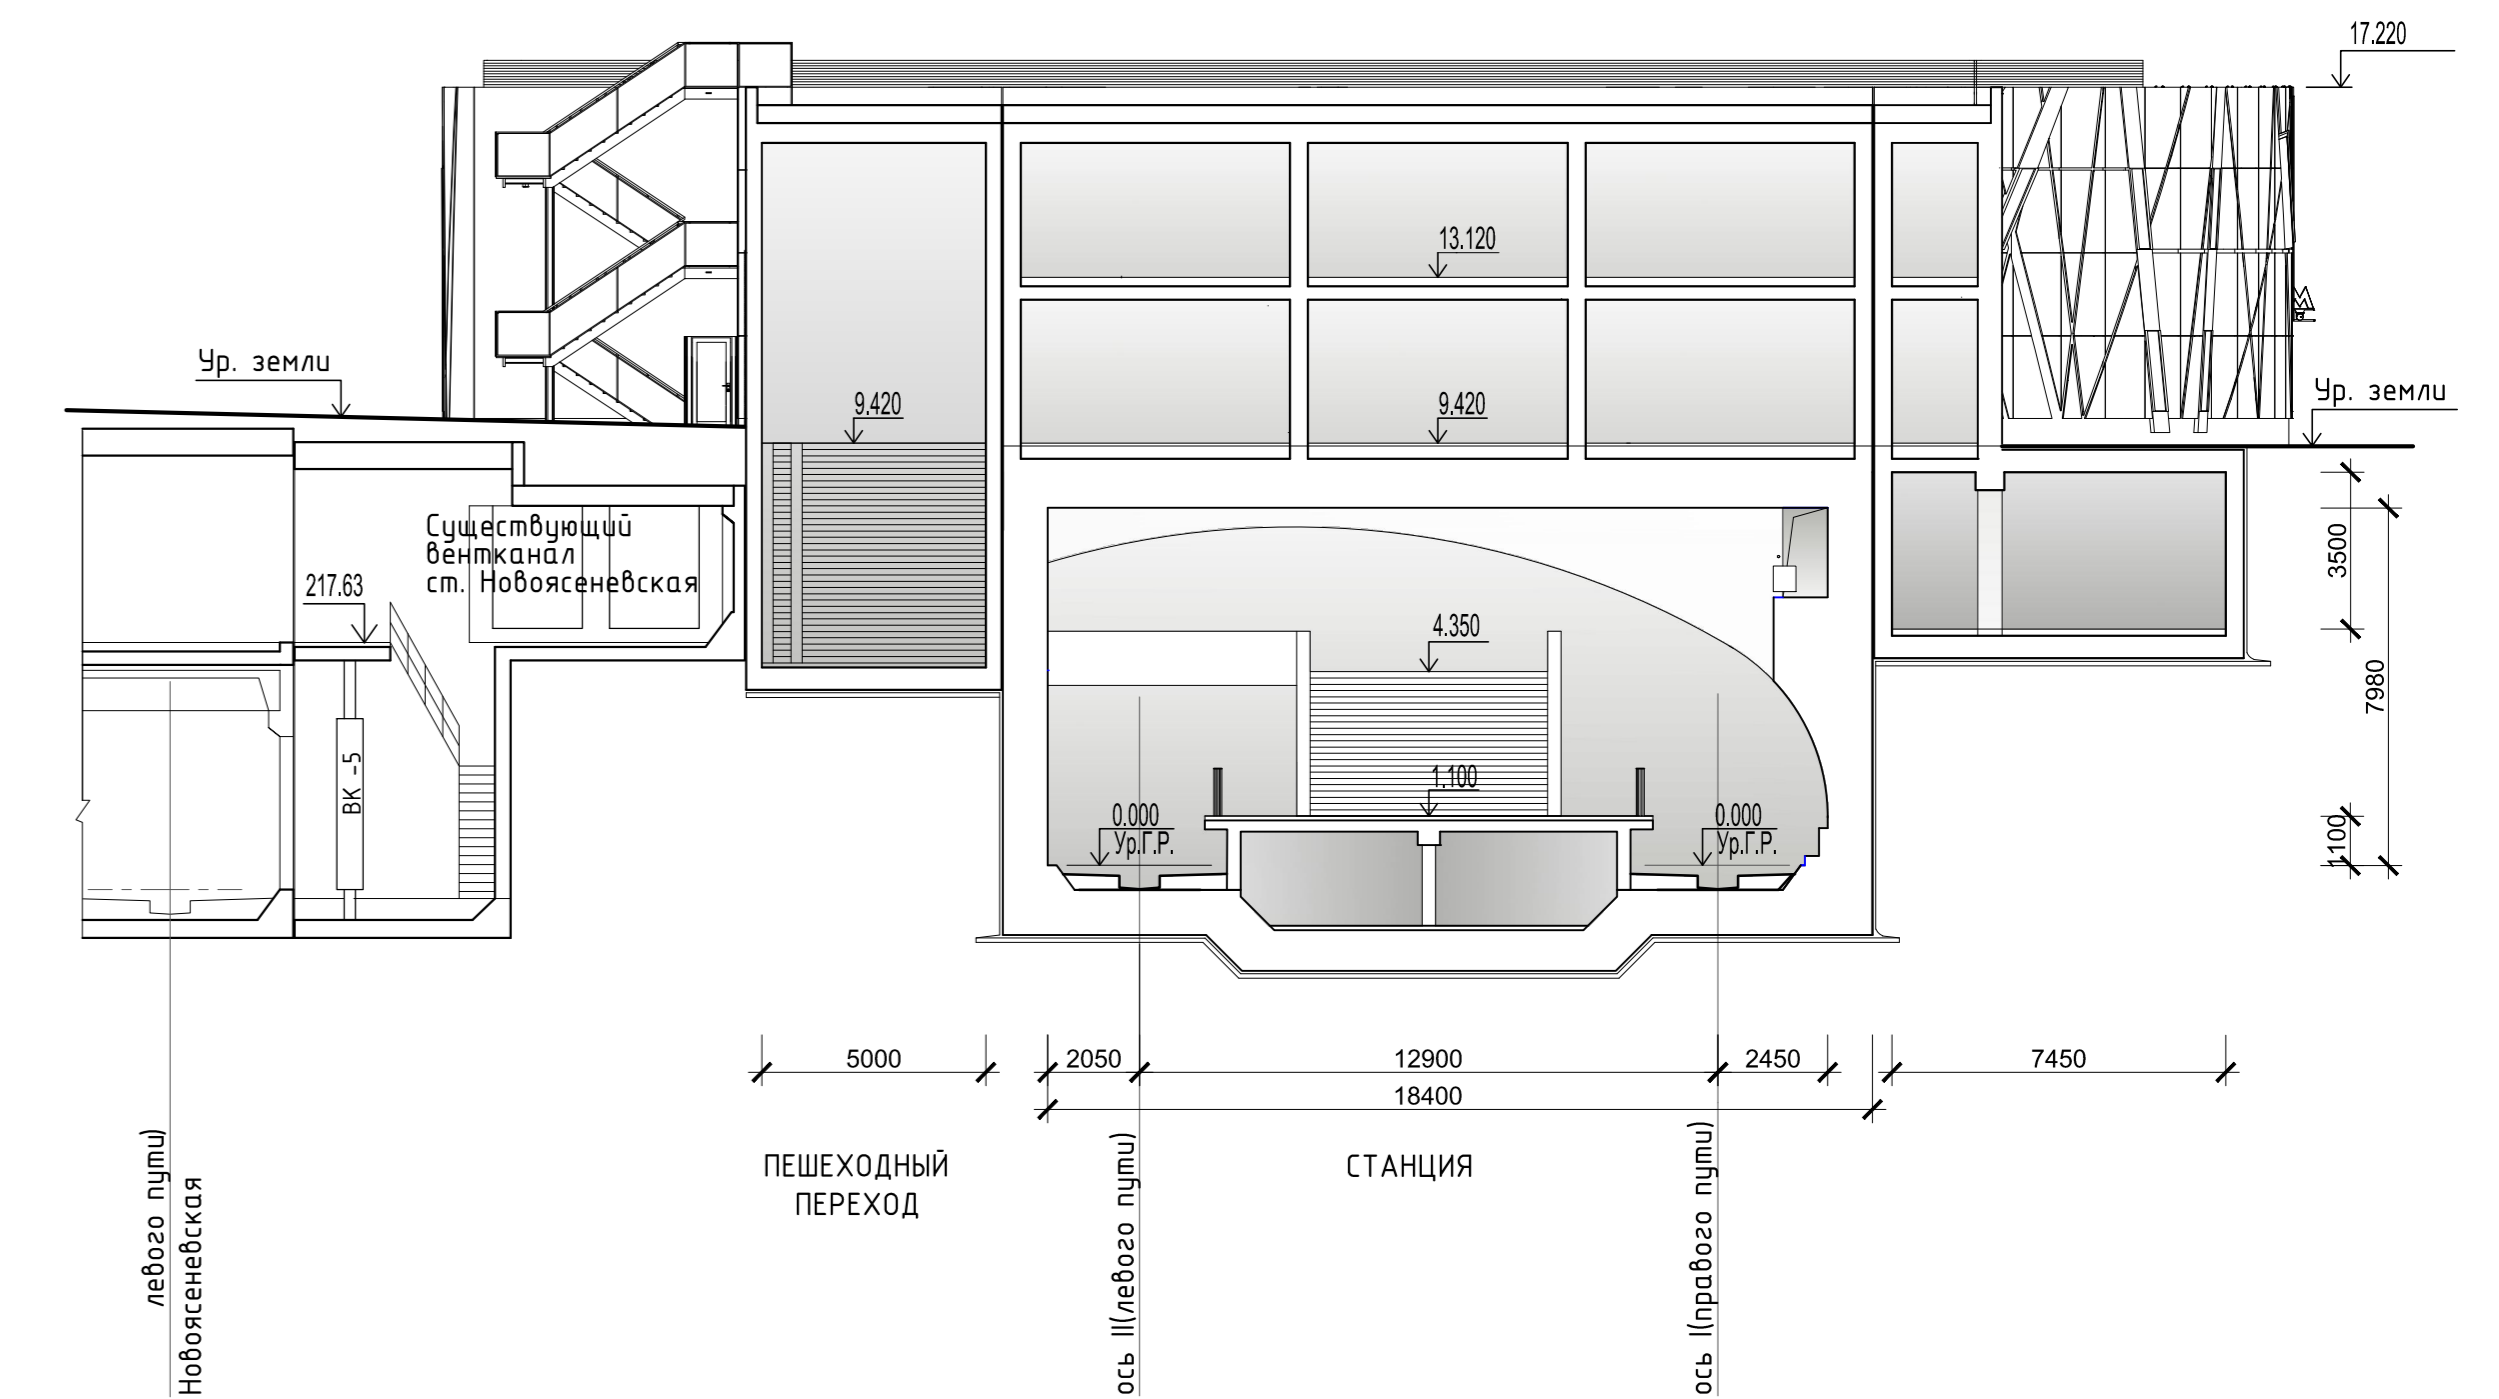 17.220
13.120
Ур. земли
Ур. земли
9.420
9.420
Существующий
вентканал
ст. Новоясеневская
217.63
3500
4.350
7980
ВК -5
1.100
0.000
Ур.Г.Р.
0.000
Ур.Г.Р.
1100
5000
2050
12900
2450
7450
18400
ПЕШЕХОДНЫЙ
ПЕРЕХОД
СТАНЦИЯ
левого пути)
Новоясеневская
ось II(левого пути)
ось I(правого пути)